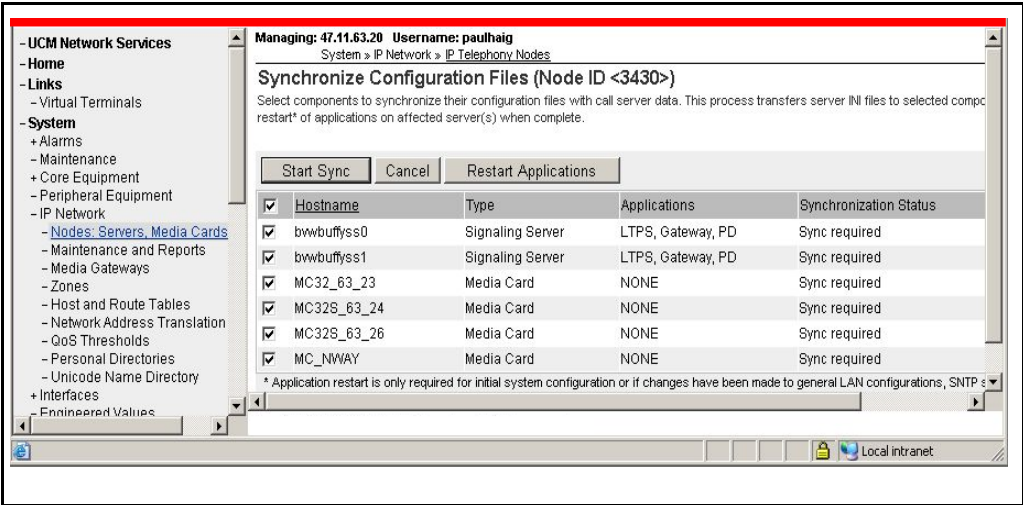 - UCM Network Services
- Home
- Links
- Virtual Terminals
- System
+ Alarms
- Maintenance
+ Core Equipment
- Peripheral Equipment
- IP Network
- Nodes: Servers, Media Cards
- Maintenance and Reports
- Media Gateways
- Zones
- Host and Route Tables
- Network Address Translation
- QoS Thresholds
- Personal Directories
- Unicode Name Directory
+ Interfaces
- Engineered Values
Managing: 47.11.63.20 Username: paulhaig
System » IP Network » IP Telephony Nodes
Synchronize Configuration Files (Node ID <3430>)
Select components to synchronize their configuration files with call server data. This process transfers server INI files to selected compo
restart* of applications on affected server(s) when complete.
Start Sync Cancel Restart Applications
Hostname Type Applications Synchronization Status
bvwbuffyss0 Signaling Server LTPS, Gateway, PD Sync required
bvwbuffyss1 Signaling Server LTPS, Gateway, PD Sync required
MC32_63_23 Media Card NONE Sync required
MC32S_63_24 Media Card NONE Sync required
MC32S_63_26 Media Card NONE Sync required
MC_NWAY Media Card NONE Sync required
* Application restart is only required for initial system configuration or if changes have been made to general LAN configurations, SNTP s
Local intranet